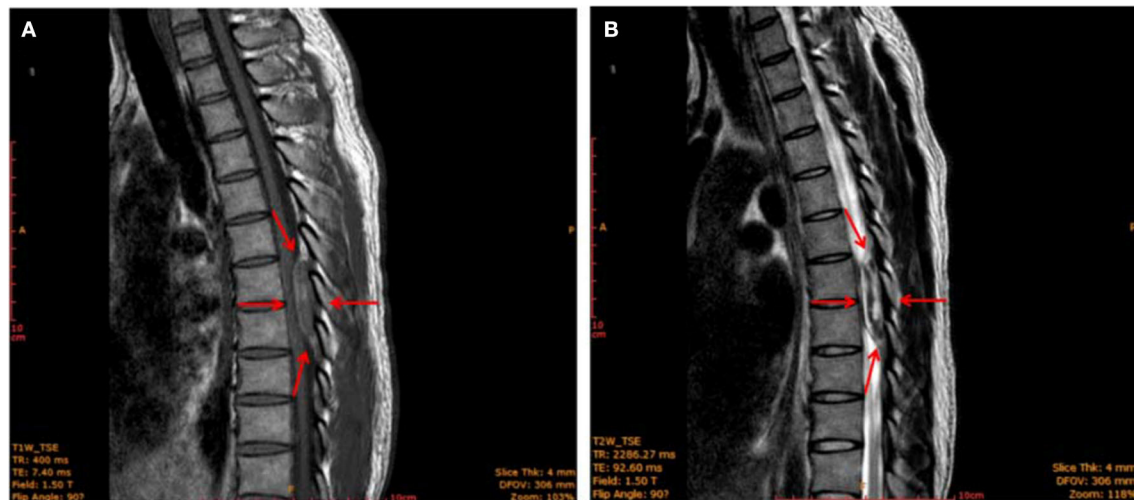 A
A
P
10
cm
T1W_TSE
TR: 400 ms
TE: 7.40 ms
Field: 1.50 T
Flip Angle: 90?
F
10cm
Slice Thk: 4 mm
DFOV: 306 mm
Zoom: 103%
B
A
P
10
cm
T2W_TSE
TR: 2286.27 ms
TE: 92.60 ms
Field: 1.50 T
Flip Angle: 90?
F
10cm
Slice Thk: 4 mm
DFOV: 306 mm
Zoom: 118%